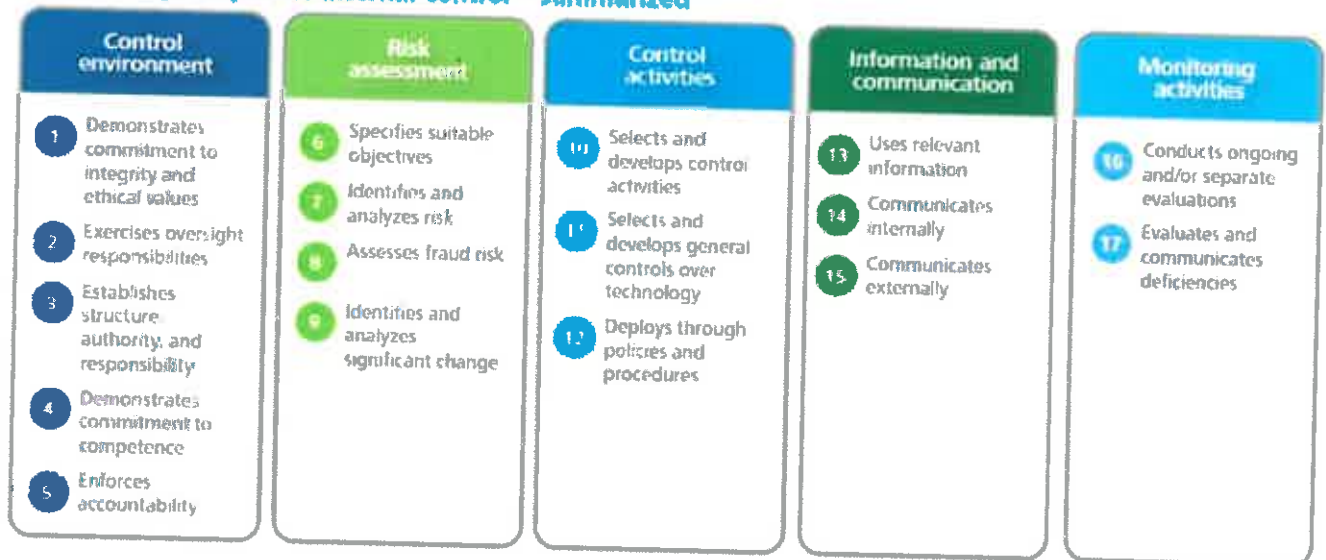 internal control – summarized
Control
environment
1 Demonstrates
commitment to
integrity and
ethical values
2 Exercises oversight
responsibilities
3 Establishes
structure,
authority, and
responsibility
4 Demonstrates
commitment to
competence
5 Enforces
accountability
Risk
assessment
6 Specifies suitable
objectives
7 Identifies and
analyzes risk
8 Assesses fraud risk
9 Identifies and
analyzes
significant change
Control
activities
10 Selects and
develops control
activities
11 Selects and
develops general
controls over
technology
12 Deploys through
policies and
procedures
Information and
communication
13 Uses relevant
information
14 Communicates
internally
15 Communicates
externally
Monitoring
activities
16 Conducts ongoing
and/or separate
evaluations
17 Evaluates and
communicates
deficiencies